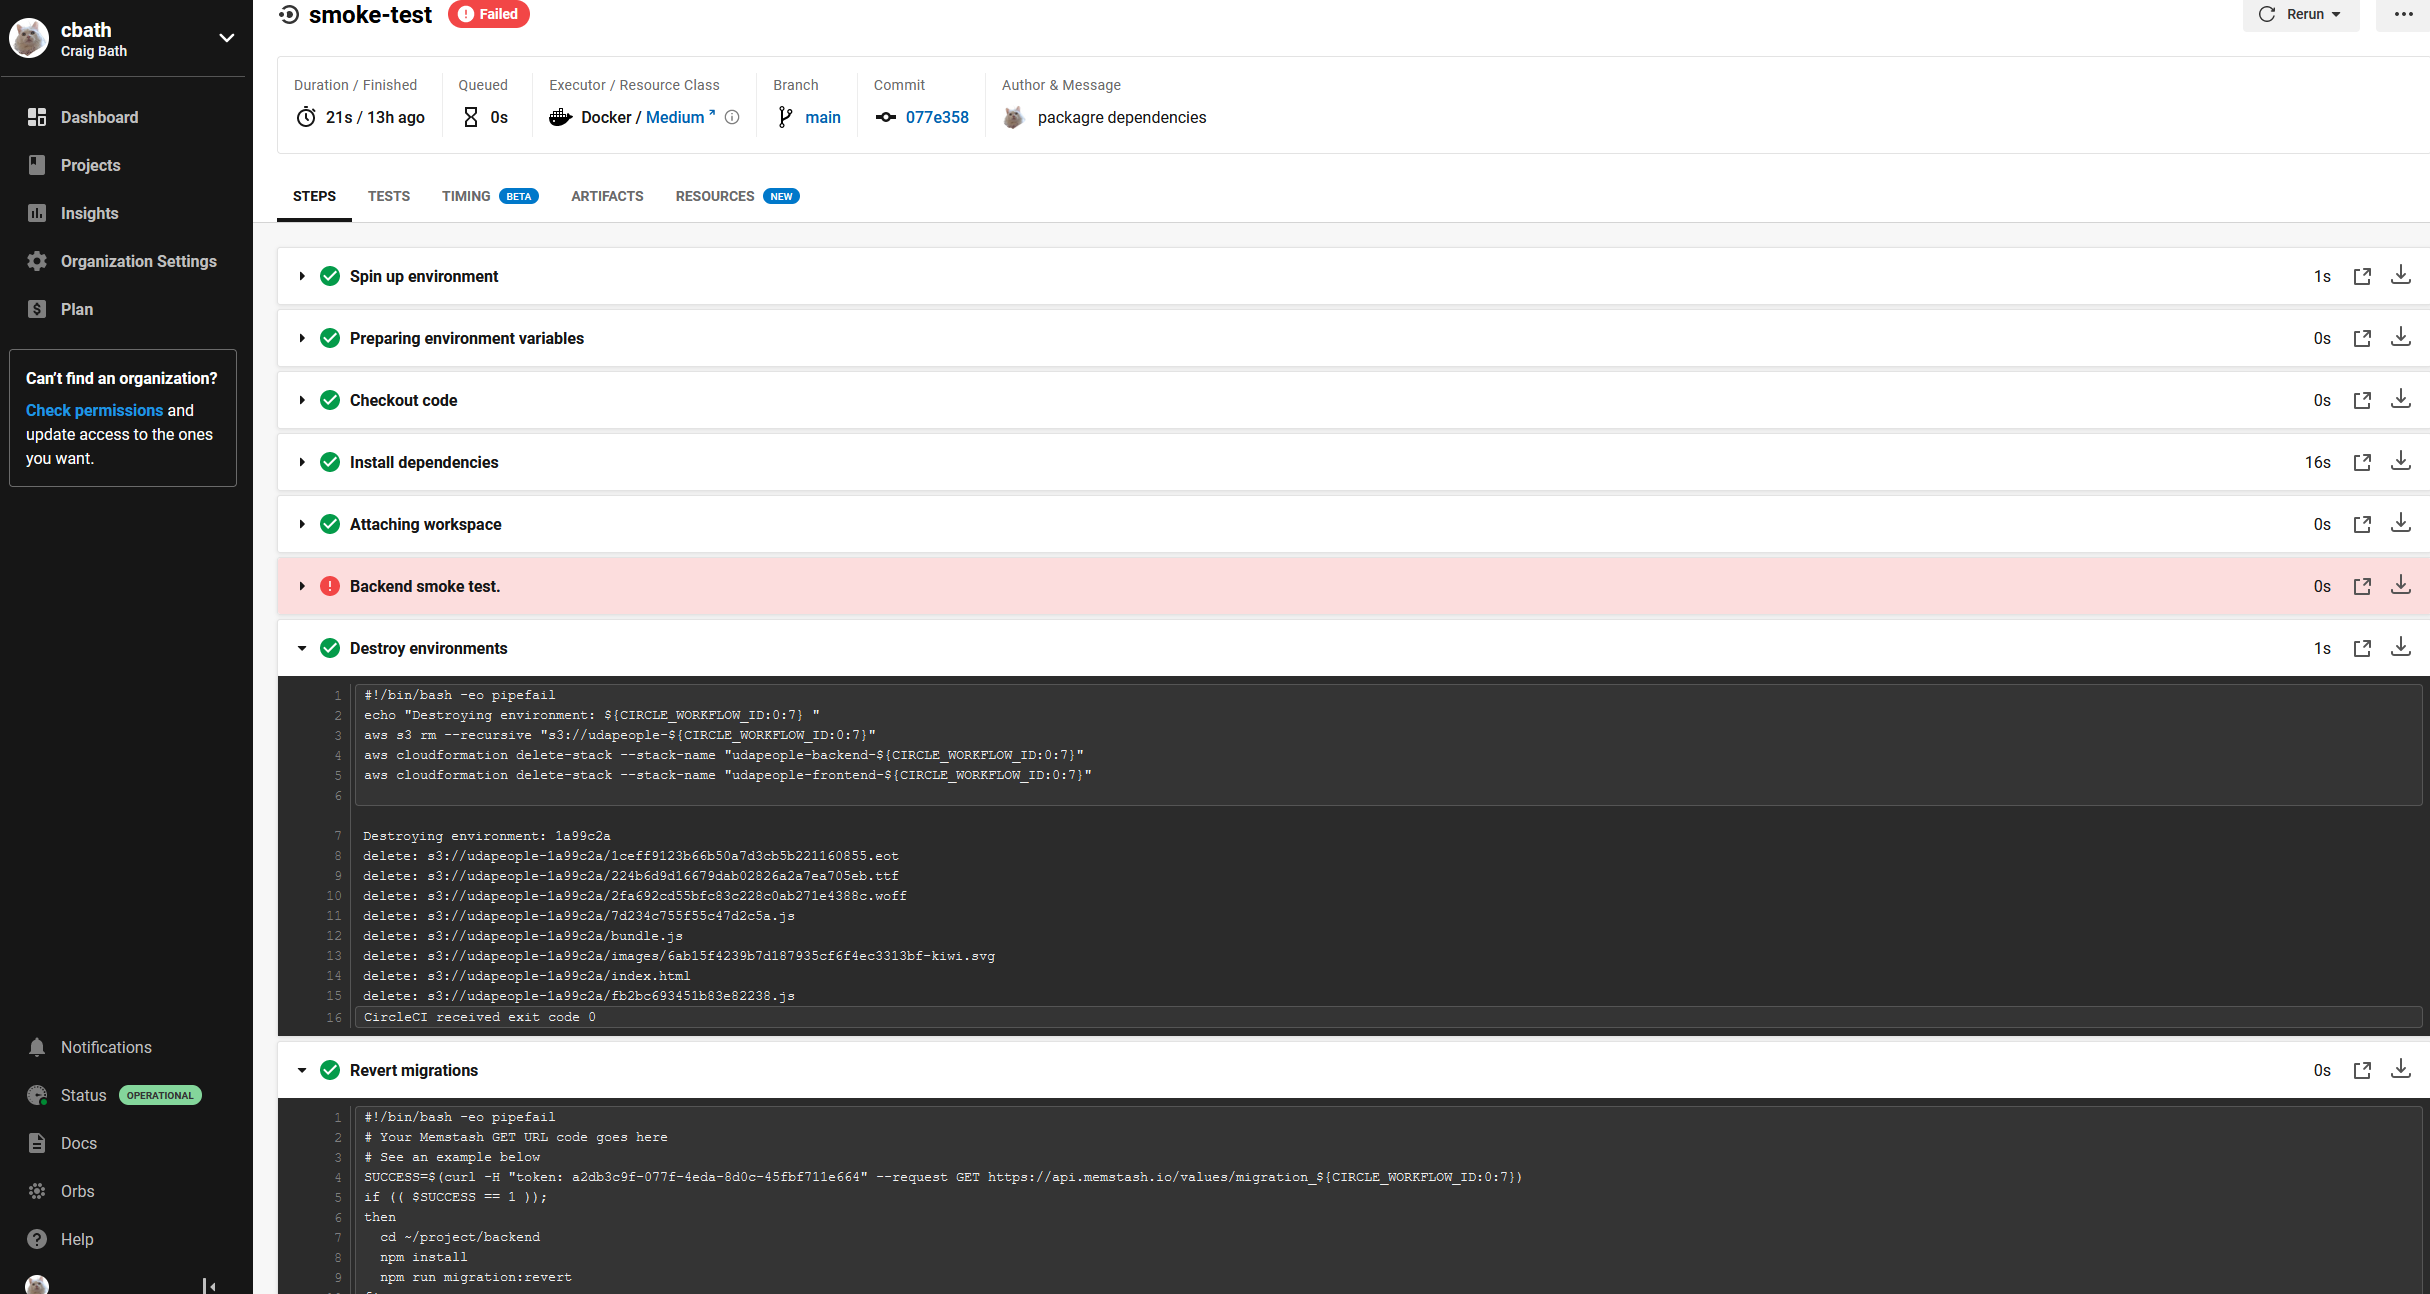 cbath
Craig Bath
Dashboard
Projects
Insights
Organization Settings
Plan
Can't find an organization?
Check permissions and
update access to the ones
you want.
Notifications
Status OPERATIONAL
Docs
Orbs
Help
smoke-test Failed
Rerun
Duration / Finished
21s / 13h ago
Queued
0s
Executor / Resource Class
Docker / Medium
Branch
main
Commit
077e358
Author & Message
packagre dependencies
STEPS TESTS TIMING BETA ARTIFACTS RESOURCES NEW
Spin up environment 1s
Preparing environment variables 0s
Checkout code 0s
Install dependencies 16s
Attaching workspace 0s
Backend smoke test. 0s
Destroy environments 1s
1 #!/bin/bash -eo pipefail
2 echo "Destroying environment: ${CIRCLE_WORKFLOW_ID:0:7} "
3 aws s3 rm --recursive "s3://udapeople-${CIRCLE_WORKFLOW_ID:0:7}"
4 aws cloudformation delete-stack --stack-name "udapeople-backend-${CIRCLE_WORKFLOW_ID:0:7}"
5 aws cloudformation delete-stack --stack-name "udapeople-frontend-${CIRCLE_WORKFLOW_ID:0:7}"
6
7 Destroying environment: 1a99c2a
8 delete: s3://udapeople-1a99c2a/1ceff9123b66b50a7d3cb5b221160855.eot
9 delete: s3://udapeople-1a99c2a/224b6d9d16679dab02826a2a7ea705eb.ttf
10 delete: s3://udapeople-1a99c2a/2fa692cd55bfc83c228c0ab271e4388c.woff
11 delete: s3://udapeople-1a99c2a/7d234c755f55c47d2c5a.js
12 delete: s3://udapeople-1a99c2a/bundle.js
13 delete: s3://udapeople-1a99c2a/images/6ab15f4239b7d187935cf6f4ec3313bf-kiwi.svg
14 delete: s3://udapeople-1a99c2a/index.html
15 delete: s3://udapeople-1a99c2a/fb2bc693451b83e82238.js
16 CircleCI received exit code 0
Revert migrations 0s
1 #!/bin/bash -eo pipefail
2 # Your Memstash GET URL code goes here
3 # See an example below
4 SUCCESS=$(curl -H "token: a2db3c9f-077f-4eda-8d0c-45fbf711e664" --request GET https://api.memstash.io/values/migration_${CIRCLE_WORKFLOW_ID:0:7})
5 if (( $SUCCESS == 1 ));
6 then
7 cd ~/project/backend
8 npm install
9 npm run migration:revert